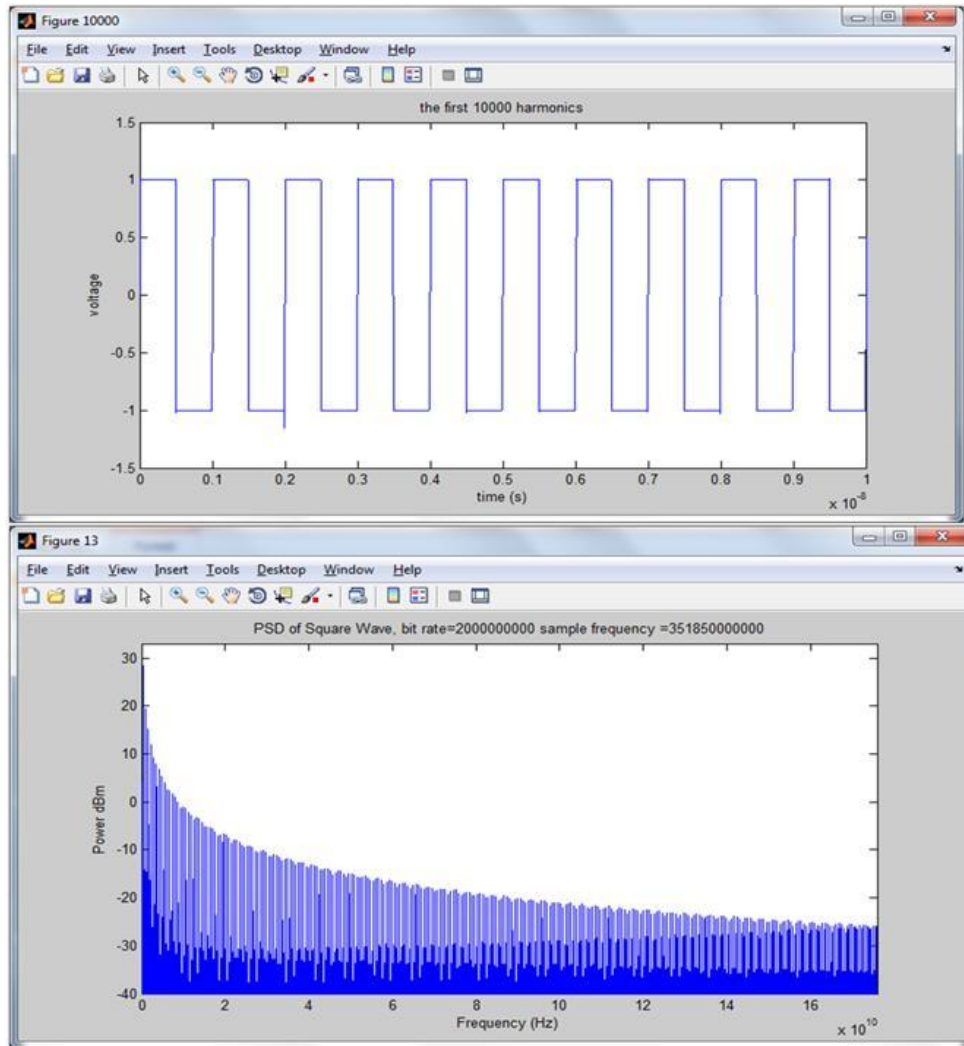 Figure 10000
File Edit View Insert Tools Desktop Window Help
the first 10000 harmonics
1.5
1
0.5
0
-0.5
-1
-1.5
voltage
0 0.1 0.2 0.3 0.4 0.5 0.6 0.7 0.8 0.9 1
time (s)
x 10-8
Figure 13
File Edit View Insert Tools Desktop Window Help
PSD of Square Wave, bit rate=2000000000 sample frequency =351850000000
30
20
10
0
-10
-20
-30
-40
Power dBm
0 2 4 6 8 10 12 14 16
Frequency (Hz)
x 10^10